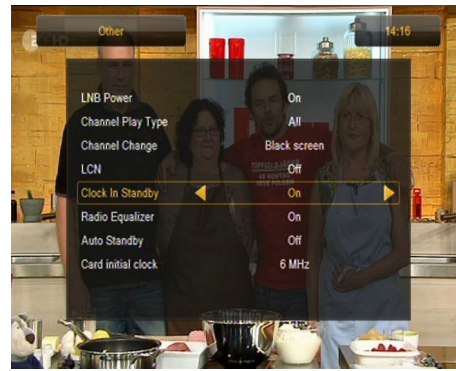 Other
14:16
LNB Power On
Channel Play Type All
Channel Change Black screen
LCN Off
Clock In Standby On
Radio Equalizer On
Auto Standby Off
Card initial clock 6 MHz